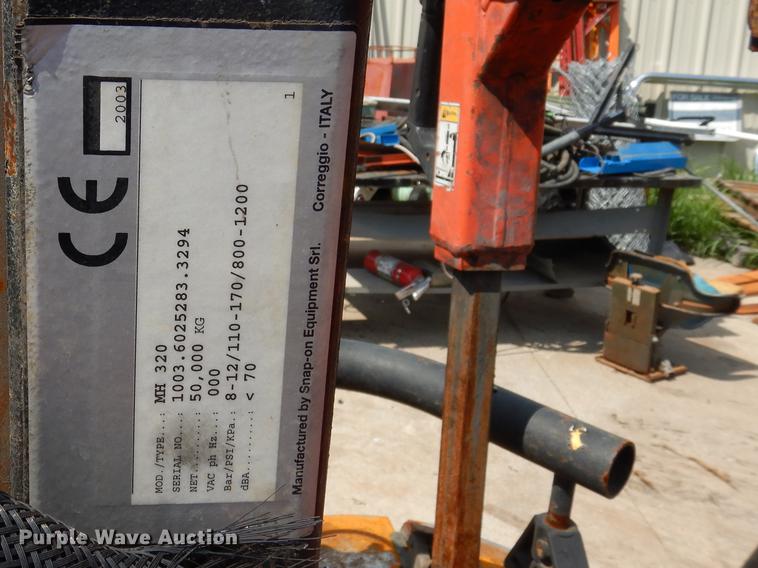 CE 2003
1
MOD./TYPE....: MH 320
SERIAL NO....: 1003.6025283.3294
NET..........: 50,000 KG
VAC ph Hz....: 000
Bar/PSI/KPa.: 8-12/110-170/800-1200
dBA..........: < 70
Manufactured by Snap-on Equipment Srl. Correggio - ITALY
Purple Wave Auction